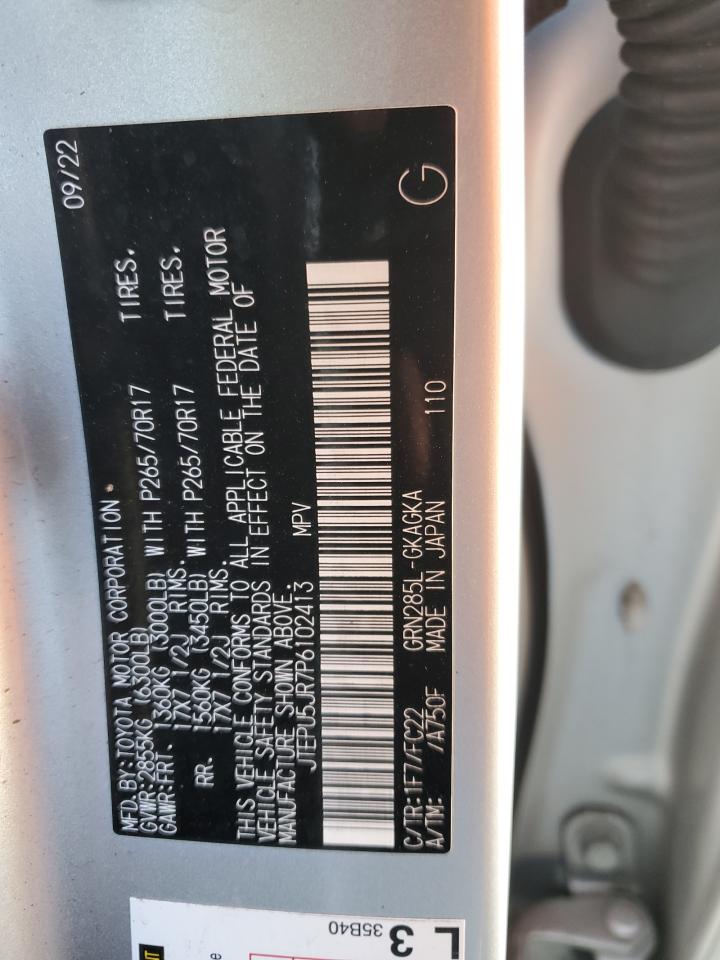 MFD.BY:TOYOTA MOTOR CORPORATION 09/22
GVWR:2855KG (6300LB)
GAWR:FRT. 1360KG (3000LB) WITH P265/70R17 TIRES.
17X7 1/2J RIMS.
RR. 1560KG (3450LB) WITH P265/70R17 TIRES.
17X7 1/2J RIMS.
THIS VEHICLE CONFORMS TO ALL APPLICABLE FEDERAL MOTOR
VEHICLE SAFETY STANDARDS IN EFFECT ON THE DATE OF
MANUFACTURE SHOWN ABOVE.
JTEPU5JR7P6102413 MPV
C/TR:1F7/FC22 GRN285L-GKAGKA 110 G
A/TM: /A750F MADE IN JAPAN
L3
35B40